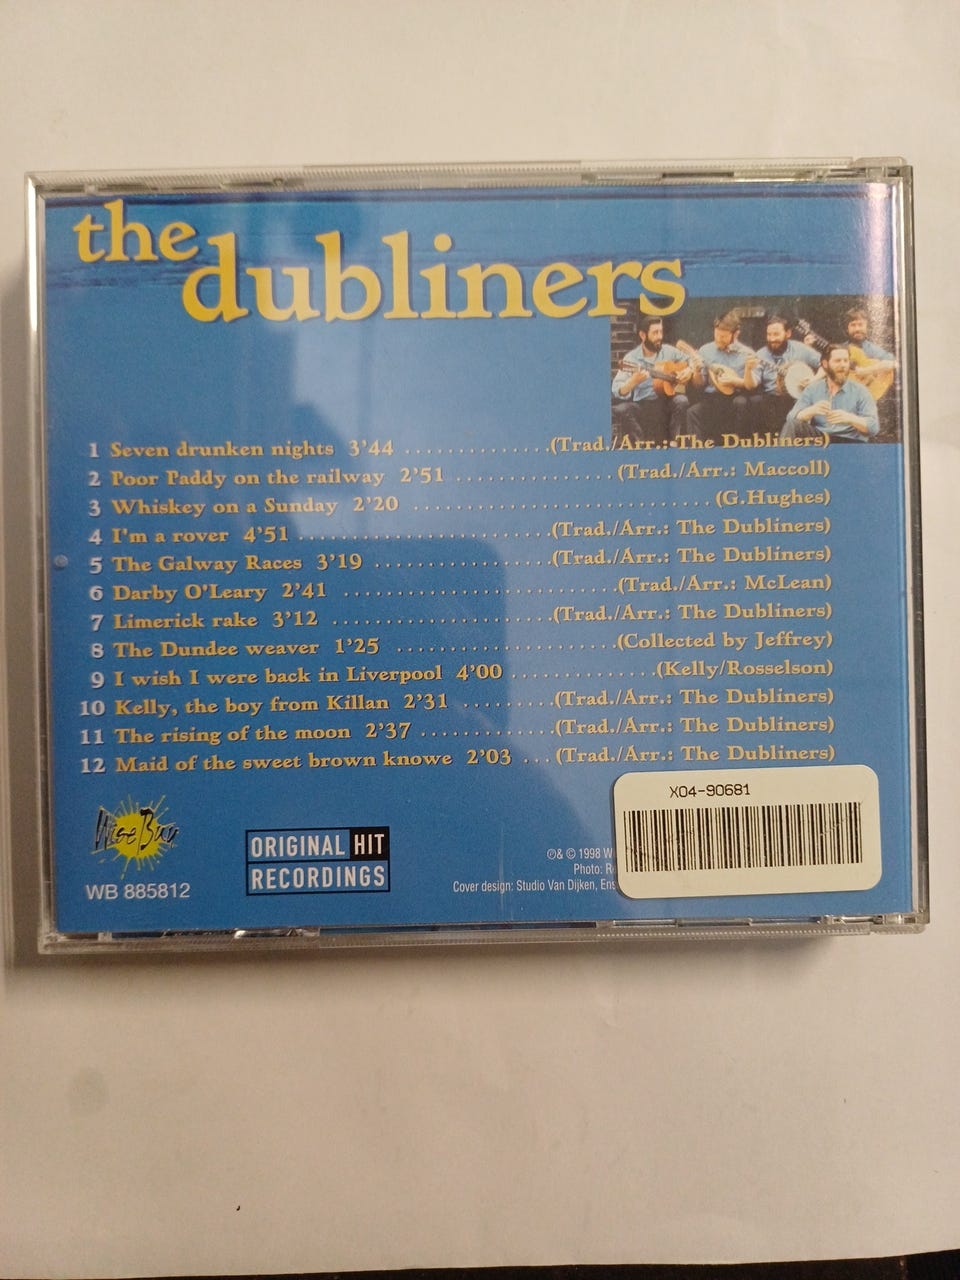 the
dubliners
1 Seven drunken nights 3'44 ................(Trad./Arr.: The Dubliners)
2 Poor Paddy on the railway 2'51 ................(Trad./Arr.: Maccoll)
3 Whiskey on a Sunday 2'20 ................................(G.Hughes)
4 I'm a rover 4'51 ...........................(Trad./Arr.: The Dubliners)
5 The Galway Races 3'19 ..................(Trad./Arr.: The Dubliners)
6 Darby O'Leary 2'41 ............................(Trad./Arr.: McLean)
7 Limerick rake 3'12 .......................(Trad./Arr.: The Dubliners)
8 The Dundee weaver 1'25 .......................(Collected by Jeffrey)
9 I wish I were back in Liverpool 4'00 ...............(Kelly/Rosselson)
10 Kelly, the boy from Killan 2'31 .........(Trad./Arr.: The Dubliners)
11 The rising of the moon 2'37 .............(Trad./Arr.: The Dubliners)
12 Maid of the sweet brown knowe 2'03 ...(Trad./Arr.: The Dubliners)
X04-90681
Wise Buy
WB 885812
ORIGINAL HIT
RECORDINGS
℗& © 1998 W
Photo: R
Cover design: Studio Van Dijken, Ens